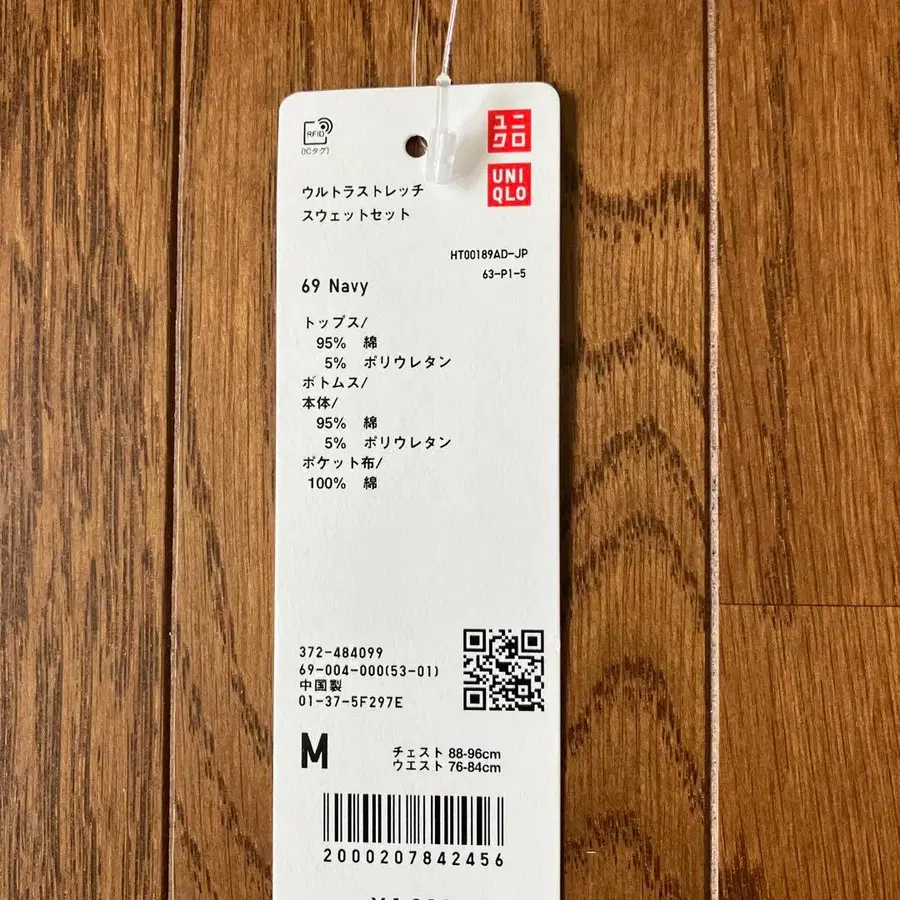 RFID
(ICタグ)
ユニ
クロ
UNI
QLO
ウルトラストレッチ
スウェットセット
HT00189AD-JP
63-P1-5
69 Navy
トップス/
95% 綿
5% ポリウレタン
ボトムス/
本体/
95% 綿
5% ポリウレタン
ポケット布/
100% 綿
372-484099
69-004-000(53-01)
中国製
01-37-5F297E
M
チェスト 88-96cm
ウエスト 76-84cm
2000207842456